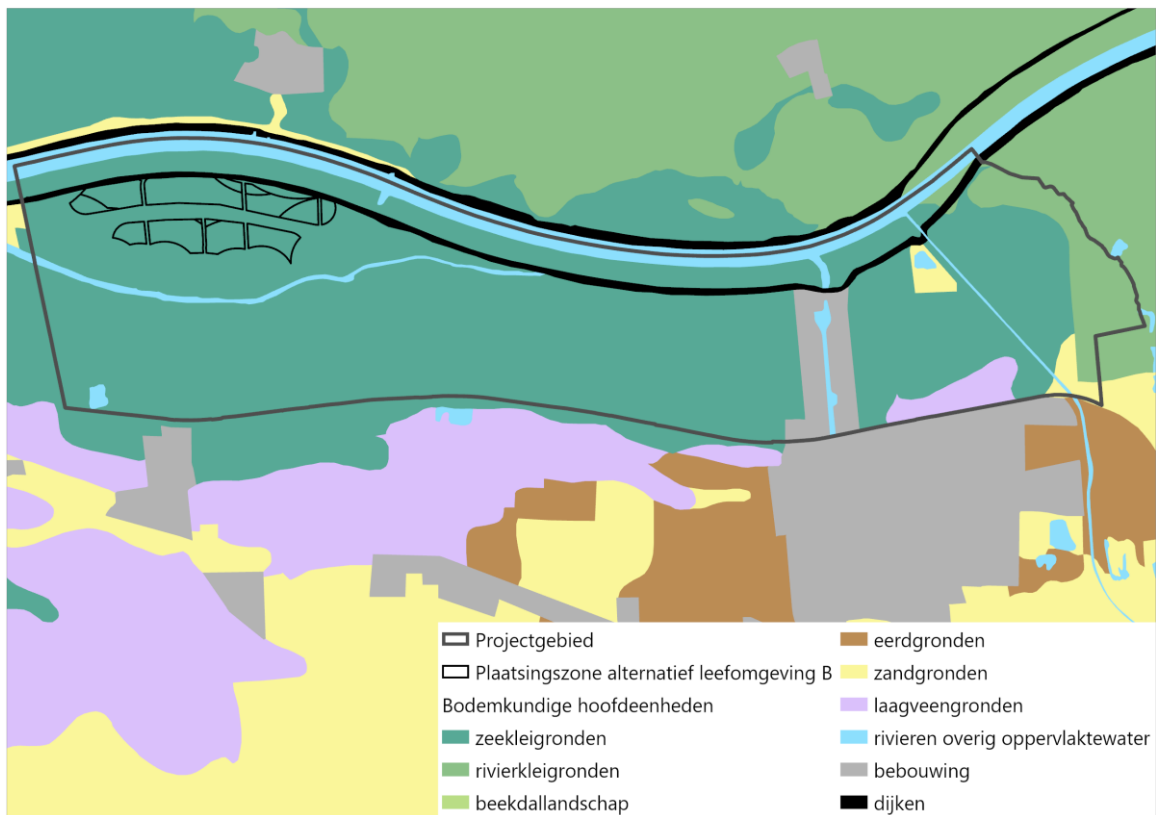 Projectgebied
Plaatsingszone alternatief leefomgeving B
Bodemkundige hoofdeenheden
zeekleigronden
rivierkleigronden
beekdallandschap
eerdgronden
zandgronden
laagveengronden
rivieren overig oppervlaktewater
bebouwing
dijken